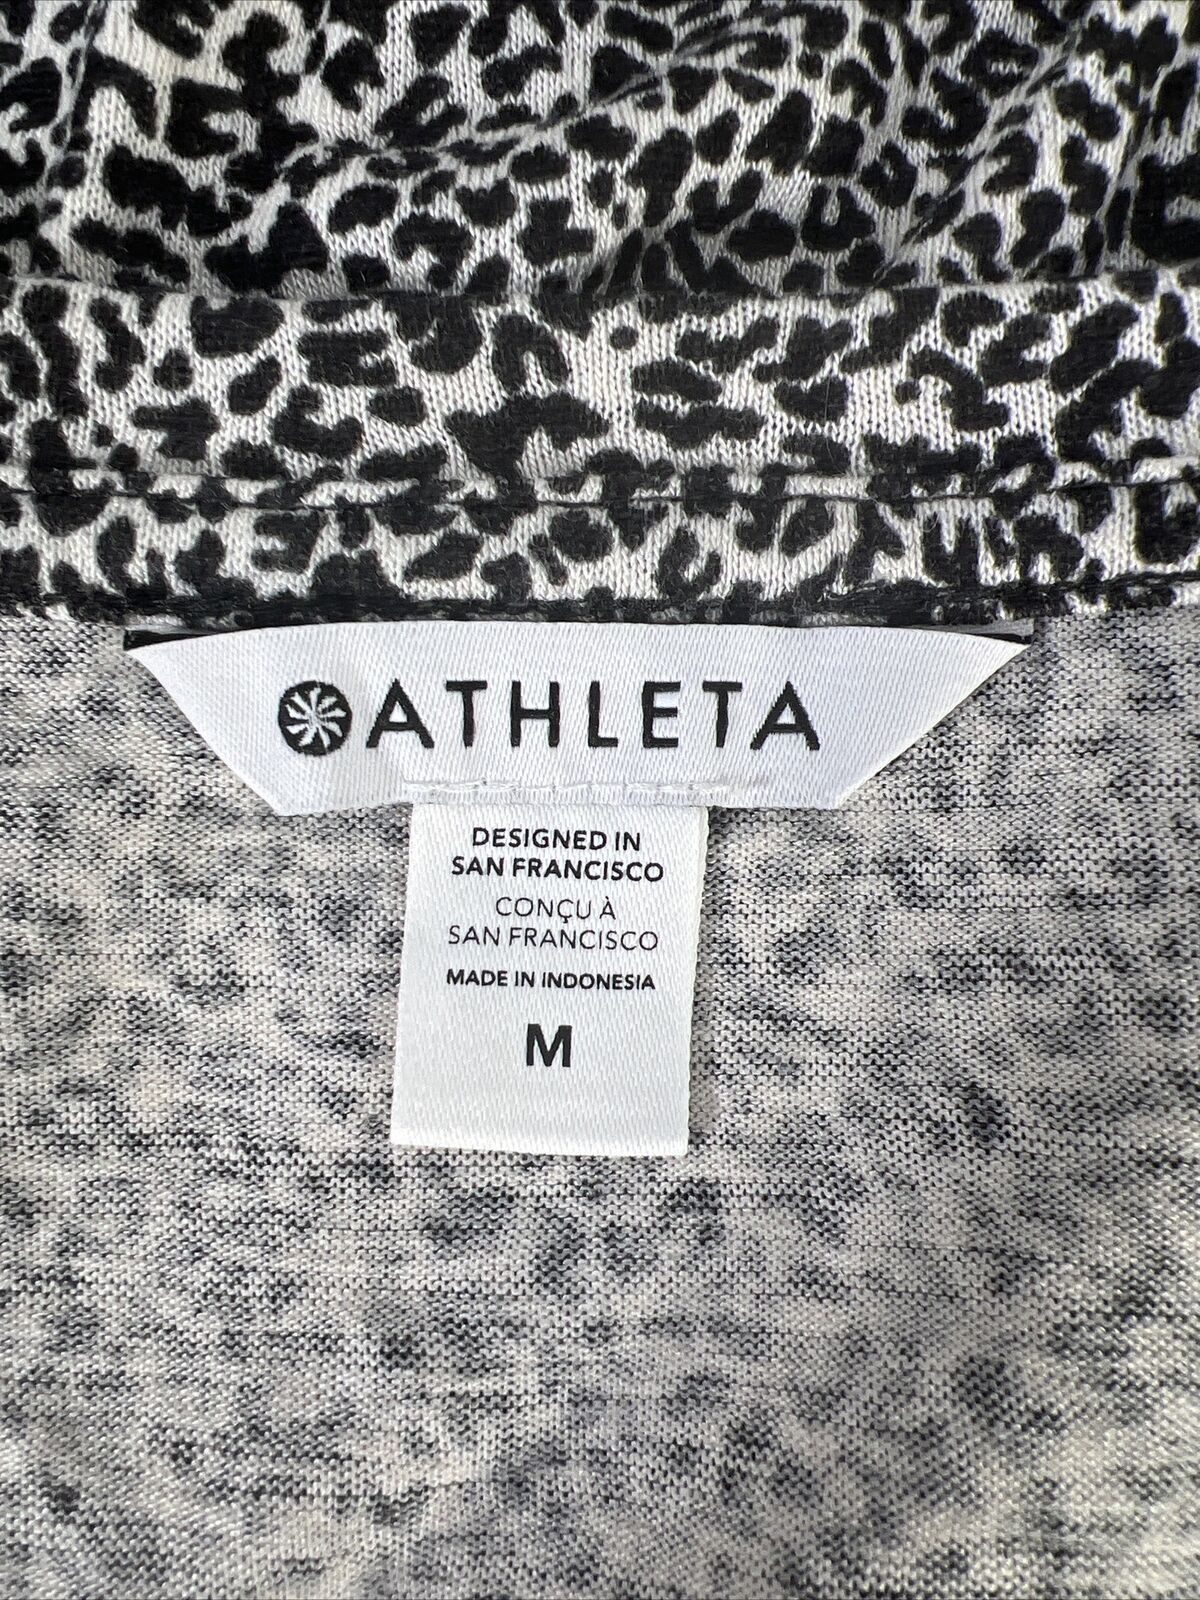 ATHLETA
DESIGNED IN
SAN FRANCISCO
CONÇU À
SAN FRANCISCO
MADE IN INDONESIA
M